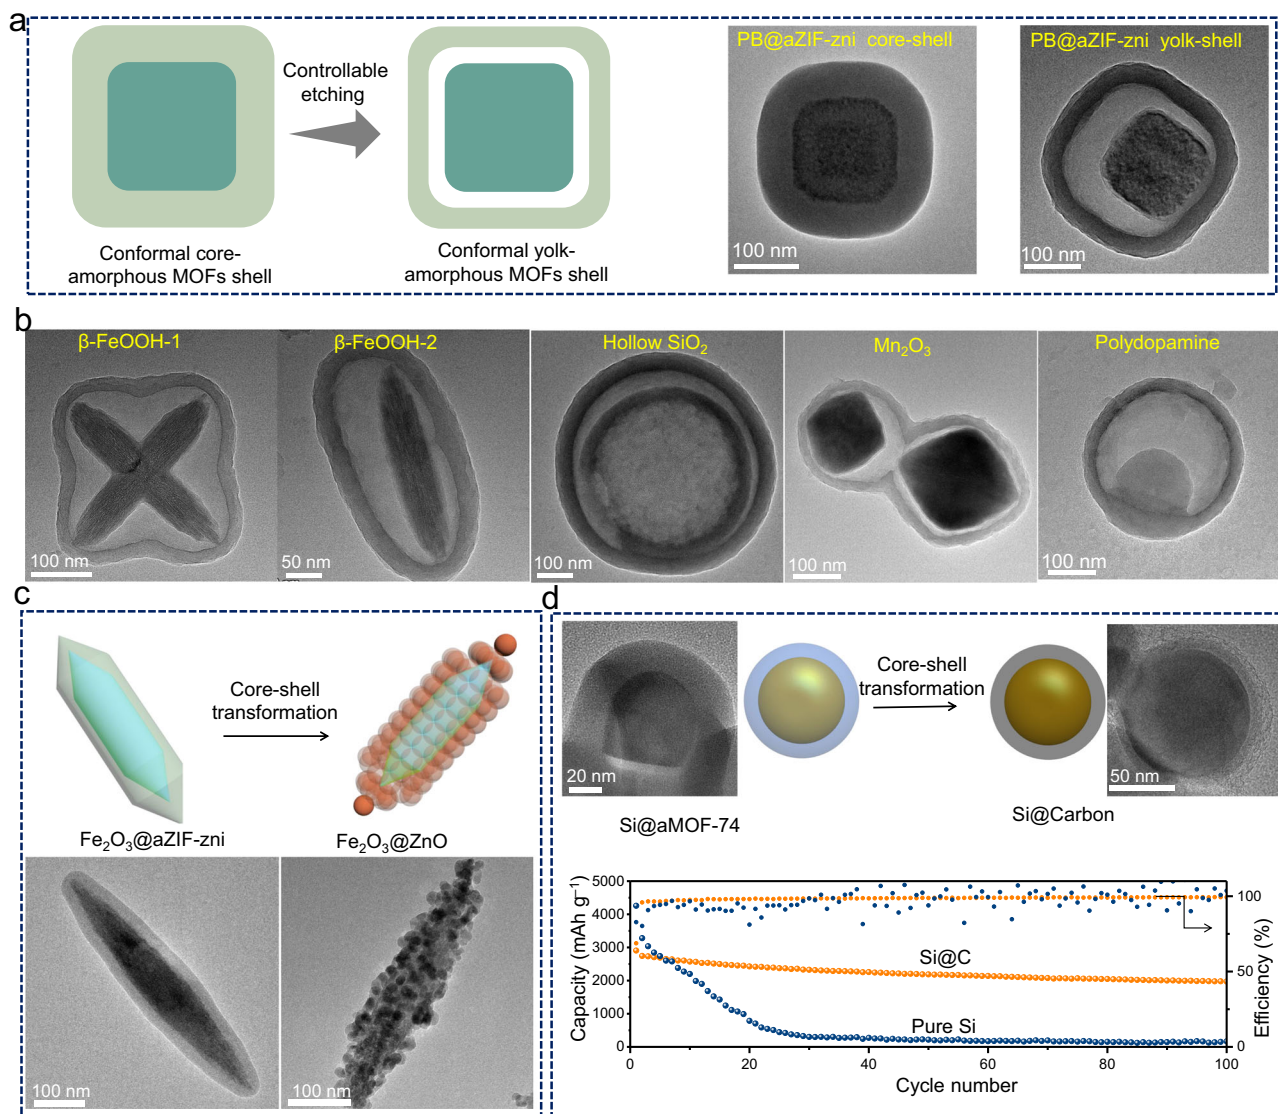 a
Controllable
etching
Conformal core-
amorphous MOFs shell
Conformal yolk-
amorphous MOFs shell
PB@aZIF-zni core-shell
100 nm
PB@aZIF-zni yolk-shell
100 nm
b
β-FeOOH-1
100 nm
β-FeOOH-2
50 nm
Hollow SiO₂
100 nm
Mn₂O₃
100 nm
Polydopamine
100 nm
c
Core-shell
transformation
Fe₂O₃@aZIF-zni
Fe₂O₃@ZnO
100 nm
100 nm
d
20 nm
Si@aMOF-74
Core-shell
transformation
Si@Carbon
50 nm
Capacity (mAh g⁻¹)
5000
4000
3000
2000
1000
0
Si@C
Pure Si
100
50
0
Efficiency (%)
0
20
40
60
80
100
Cycle number